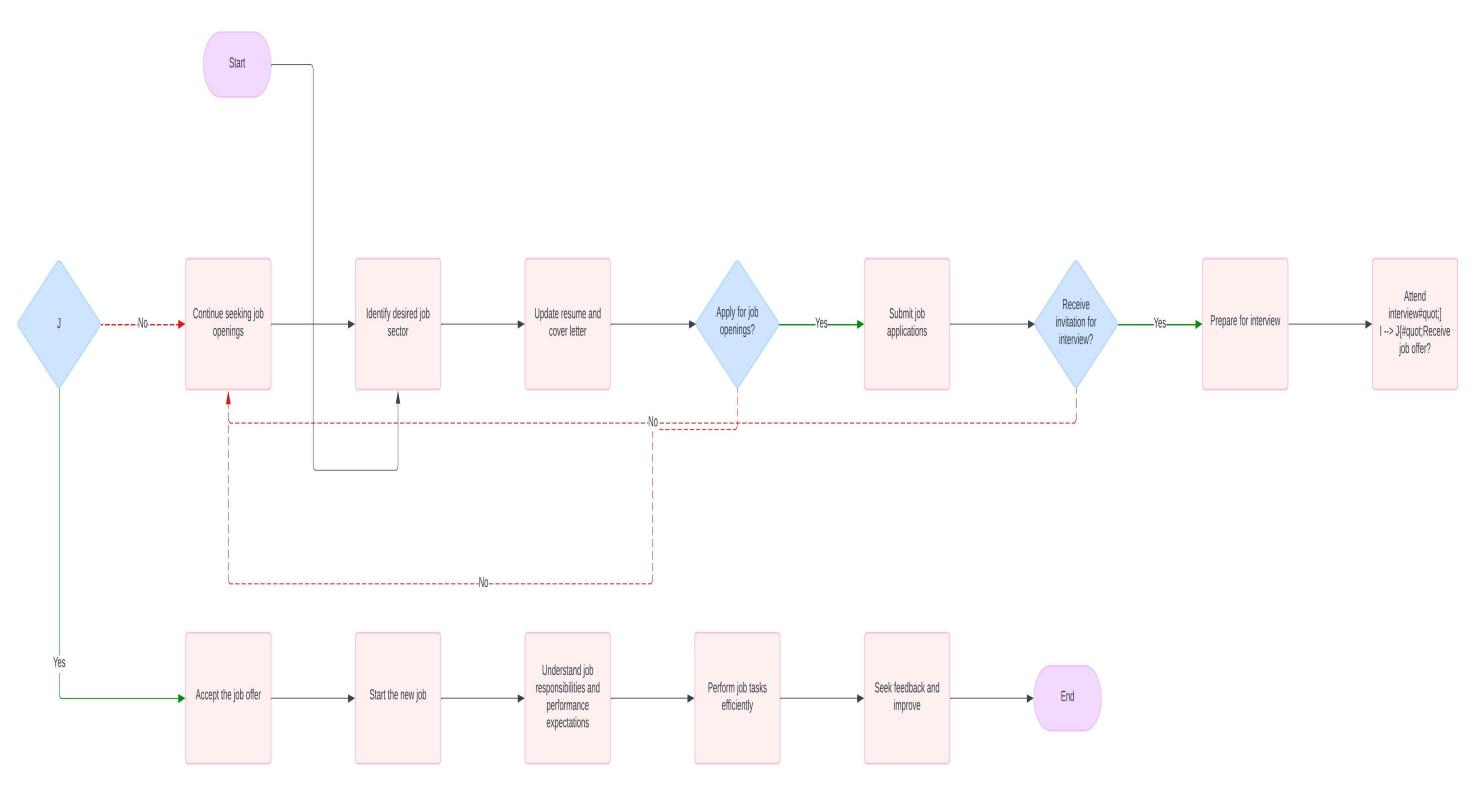 Start
J
No
Continue seeking job
openings
Identify desired job
sector
Update resume and
cover letter
Apply for job
openings?
Yes
Submit job
applications
Receive
invitation for
interview?
Yes
Prepare for interview
Attend
interview#quot;]
I --> J{#quot;Receive
job offer?
No
No
Yes
Accept the job offer
Start the new job
Understand job
responsibilities and
performance
expectations
Perform job tasks
efficiently
Seek feedback and
improve
End